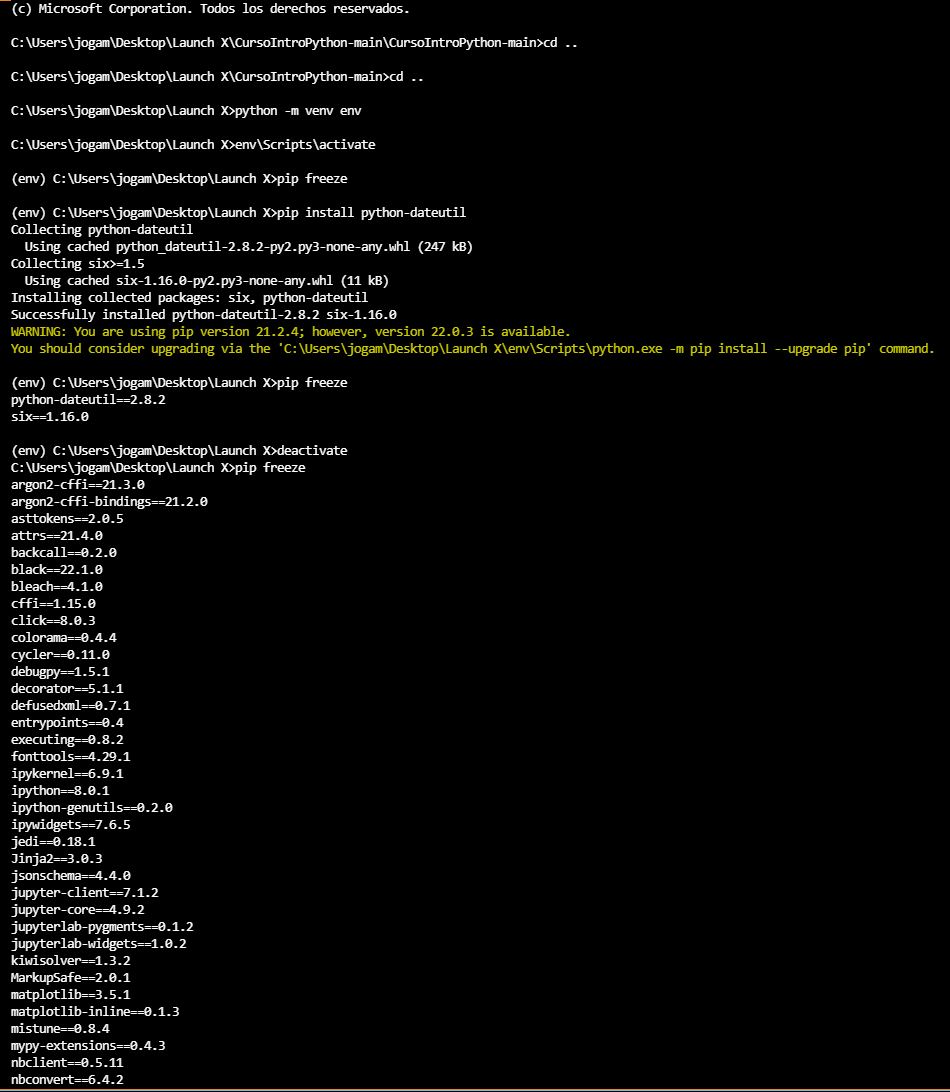 (c) Microsoft Corporation. Todos los derechos reservados.
C:\Users\jogam\Desktop\Launch X\CursoIntroPython-main\CursoIntroPython-main>cd ..
C:\Users\jogam\Desktop\Launch X\CursoIntroPython-main>cd ..
C:\Users\jogam\Desktop\Launch X>python -m venv env
C:\Users\jogam\Desktop\Launch X>env\Scripts\activate
(env) C:\Users\jogam\Desktop\Launch X>pip freeze
(env) C:\Users\jogam\Desktop\Launch X>pip install python-dateutil
Collecting python-dateutil
  Using cached python_dateutil-2.8.2-py2.py3-none-any.whl (247 kB)
Collecting six>=1.5
  Using cached six-1.16.0-py2.py3-none-any.whl (11 kB)
Installing collected packages: six, python-dateutil
Successfully installed python-dateutil-2.8.2 six-1.16.0
WARNING: You are using pip version 21.2.4; however, version 22.0.3 is available.
You should consider upgrading via the 'C:\Users\jogam\Desktop\Launch X\env\Scripts\python.exe -m pip install --upgrade pip' command.
(env) C:\Users\jogam\Desktop\Launch X>pip freeze
python-dateutil==2.8.2
six==1.16.0
(env) C:\Users\jogam\Desktop\Launch X>deactivate
C:\Users\jogam\Desktop\Launch X>pip freeze
argon2-cffi==21.3.0
argon2-cffi-bindings==21.2.0
asttokens==2.0.5
attrs==21.4.0
backcall==0.2.0
black==22.1.0
bleach==4.1.0
cffi==1.15.0
click==8.0.3
colorama==0.4.4
cycler==0.11.0
debugpy==1.5.1
decorator==5.1.1
defusedxml==0.7.1
entrypoints==0.4
executing==0.8.2
fonttools==4.29.1
ipykernel==6.9.1
ipython==8.0.1
ipython-genutils==0.2.0
ipywidgets==7.6.5
jedi==0.18.1
Jinja2==3.0.3
jsonschema==4.4.0
jupyter-client==7.1.2
jupyter-core==4.9.2
jupyterlab-pygments==0.1.2
jupyterlab-widgets==1.0.2
kiwisolver==1.3.2
MarkupSafe==2.0.1
matplotlib==3.5.1
matplotlib-inline==0.1.3
mistune==0.8.4
mypy-extensions==0.4.3
nbclient==0.5.11
nbconvert==6.4.2